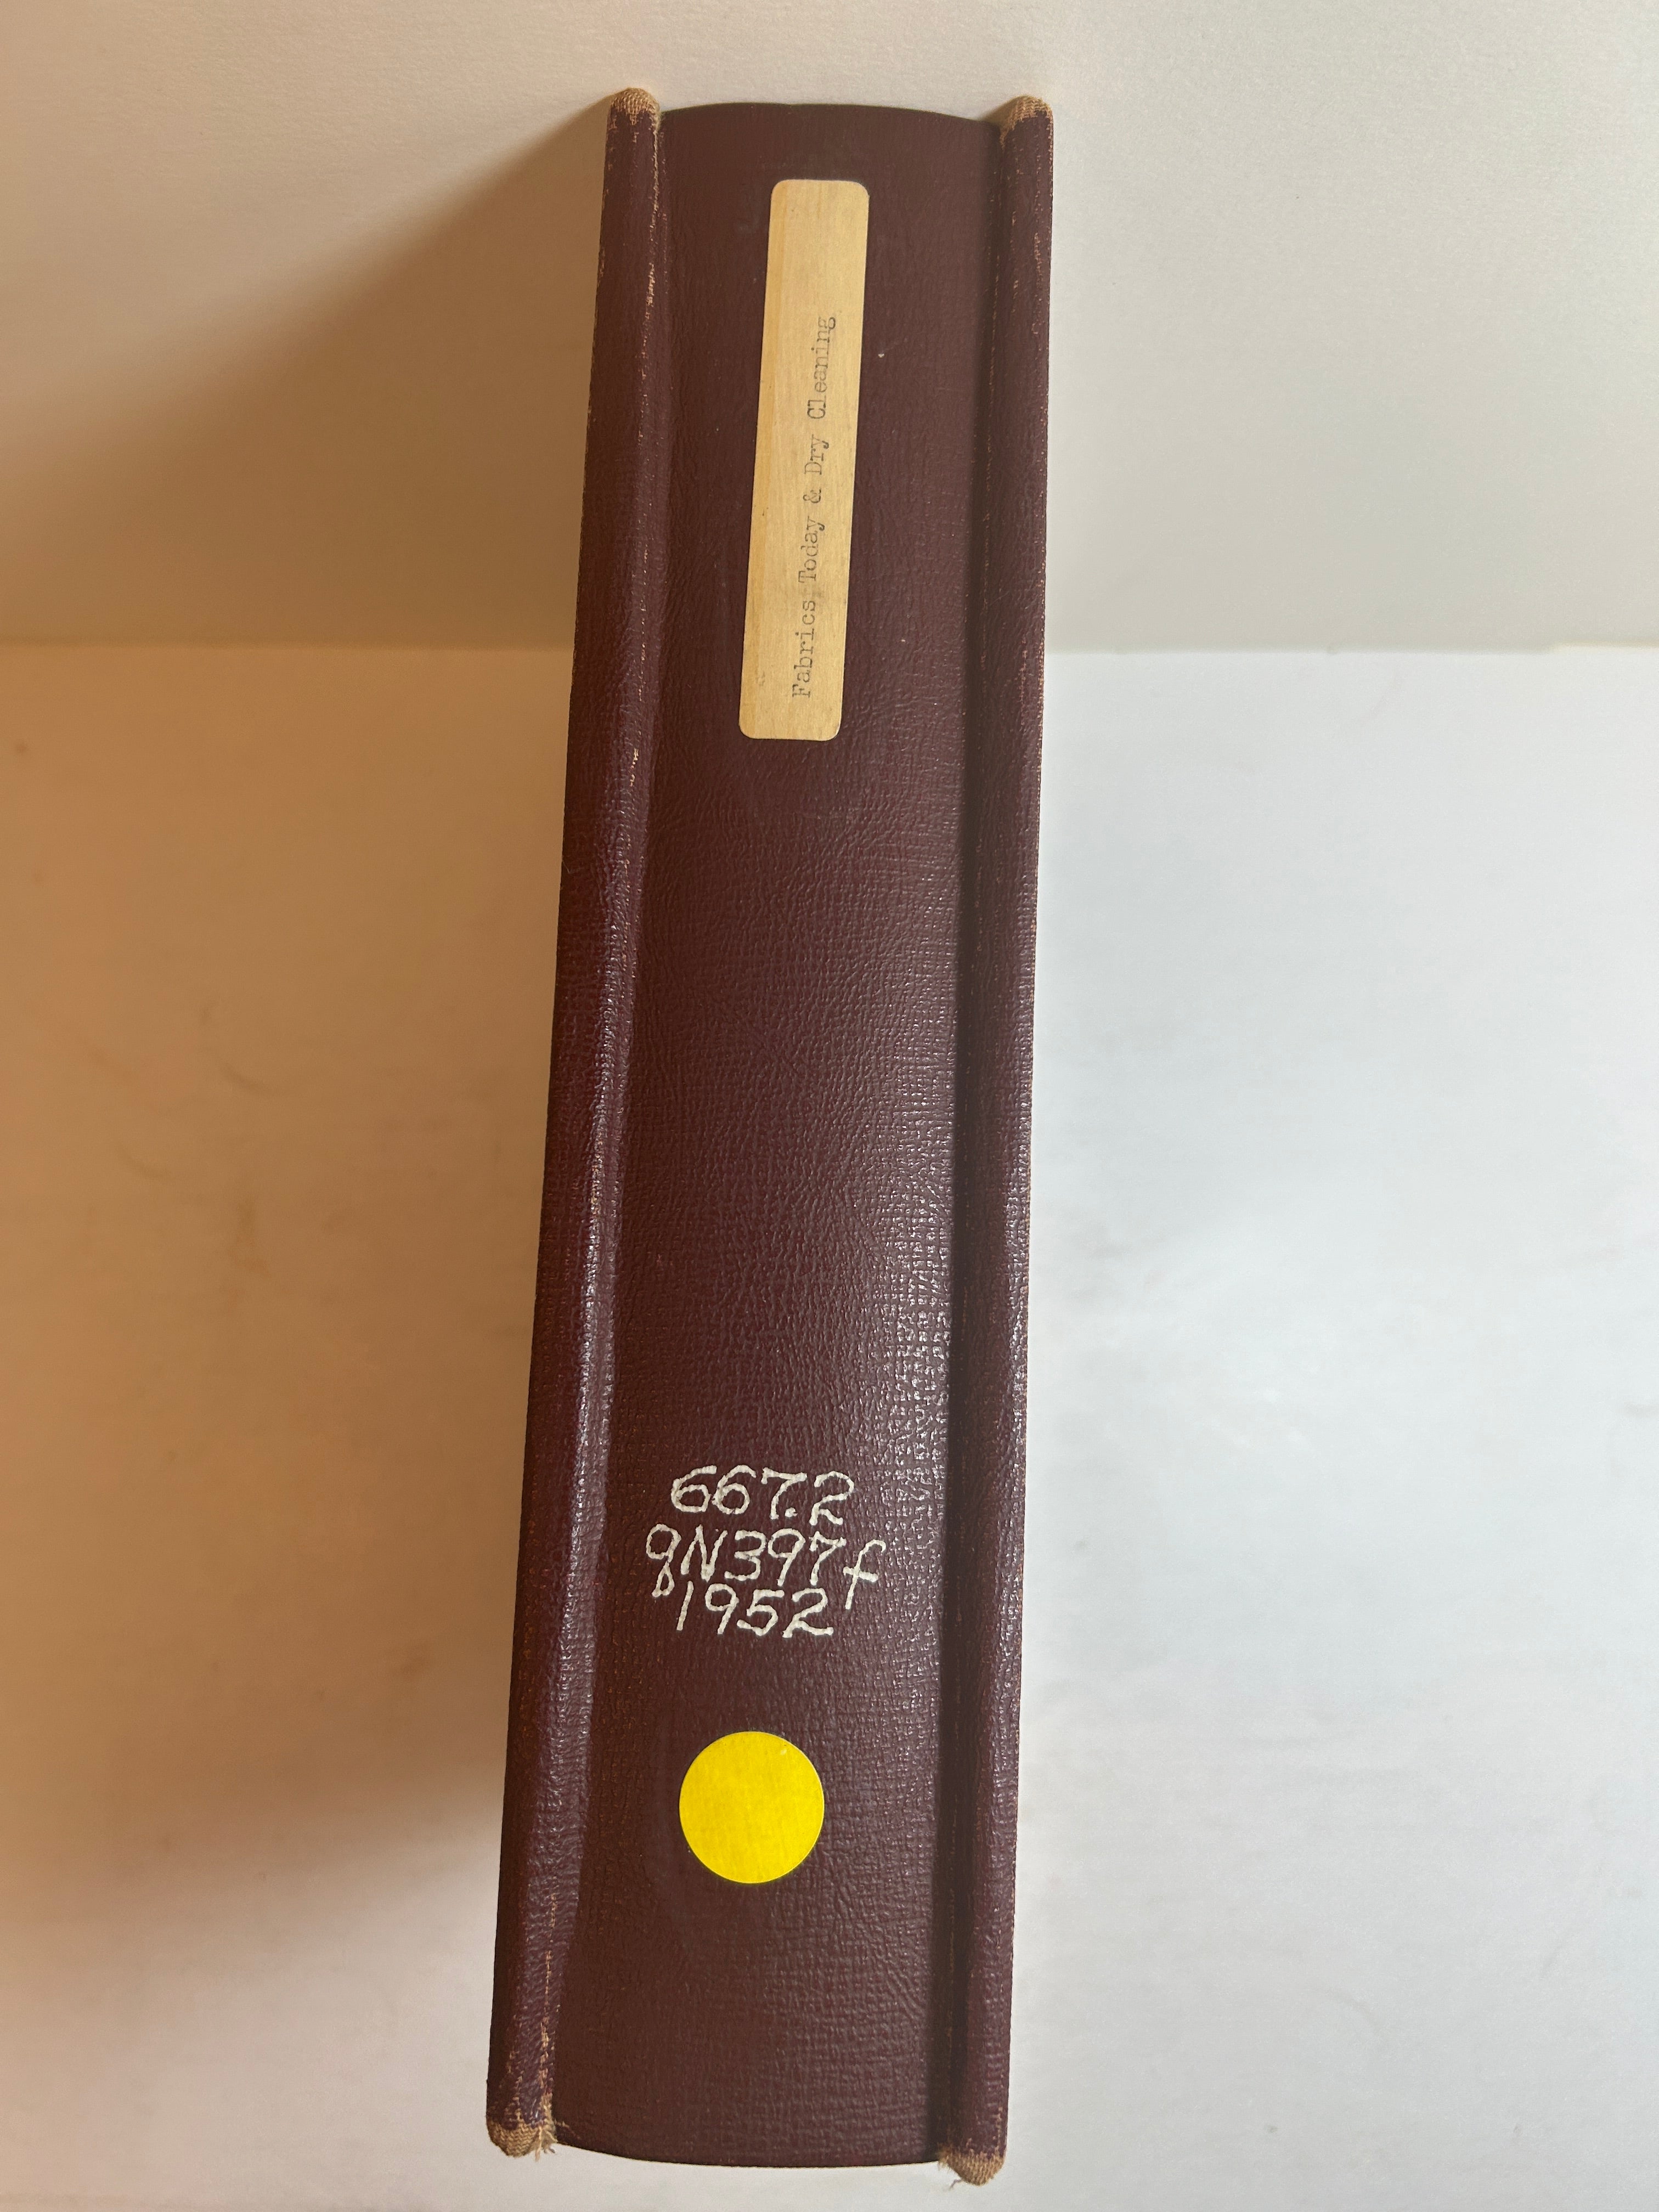 Fabrics Today & Dry Cleaning
667.2
qN397f
1952